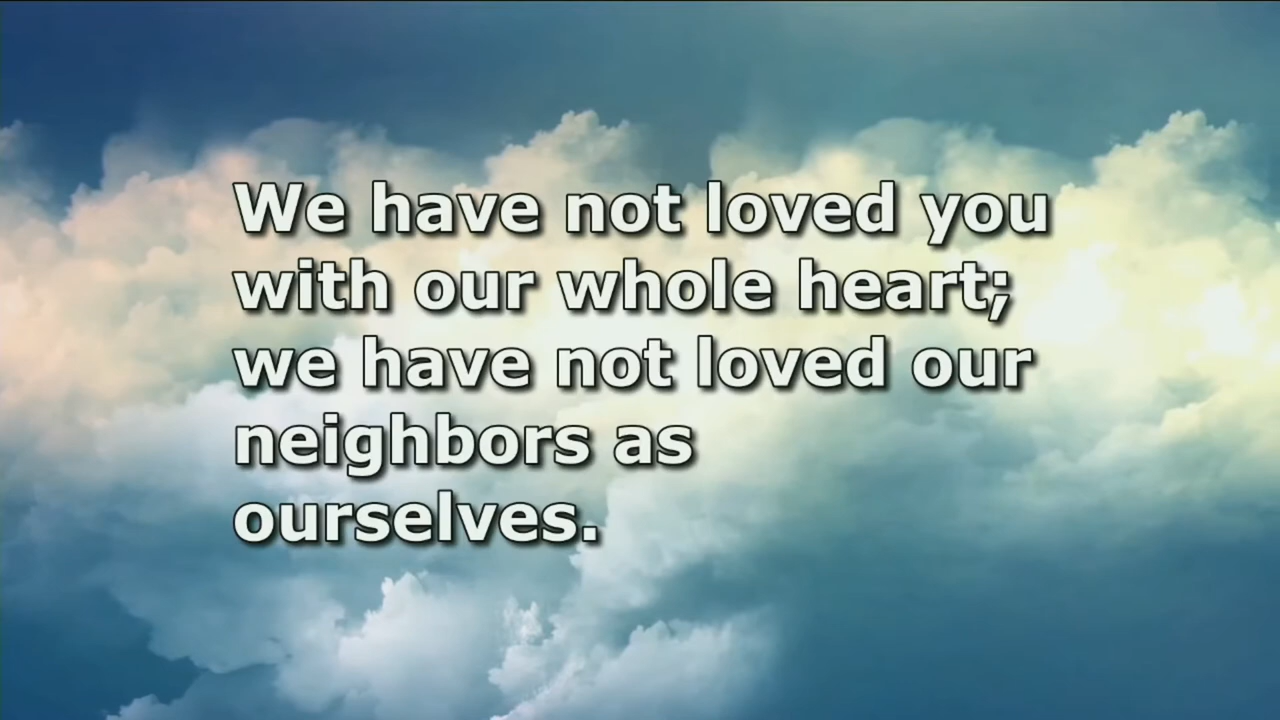 We have not loved you
with our whole heart;
we have not loved our
neighbors as
ourselves.